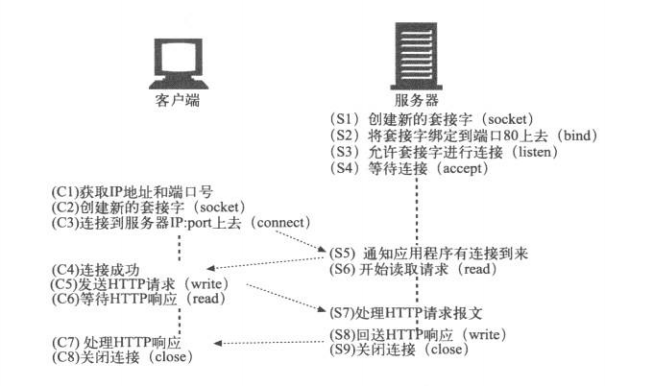 客户端
服务器
(S1) 创建新的套接字（socket）
(S2) 将套接字绑定到端口80上去（bind）
(S3) 允许套接字进行连接（listen）
(S4) 等待连接（accept）
(C1)获取IP地址和端口号
(C2)创建新的套接字（socket）
(C3)连接到服务器IP:port上去（connect）
(S5) 通知应用程序有连接到来
(S6) 开始读取请求（read）
(C4)连接成功
(C5)发送HTTP请求（write）
(C6)等待HTTP响应（read）
(S7)处理HTTP请求报文
(S8)回送HTTP响应（write）
(S9)关闭连接（close）
(C7) 处理HTTP响应
(C8)关闭连接（close）